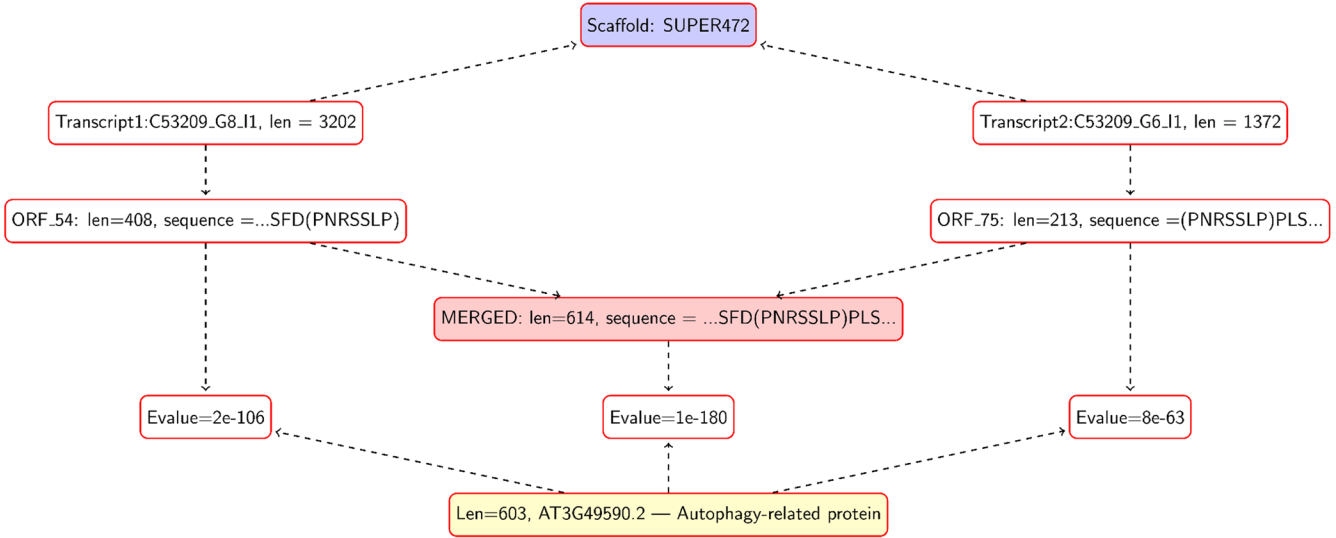 Scaffold: SUPER472
Transcript1:C53209_G8_I1, len = 3202
Transcript2:C53209_G6_I1, len = 1372
ORF_54: len=408, sequence =...SFD(PNRSSLP)
ORF_75: len=213, sequence =(PNRSSLP)PLS...
MERGED: len=614, sequence = ...SFD(PNRSSLP)PLS...
Evalue=2e-106
Evalue=1e-180
Evalue=8e-63
Len=603, AT3G49590.2 — Autophagy-related protein